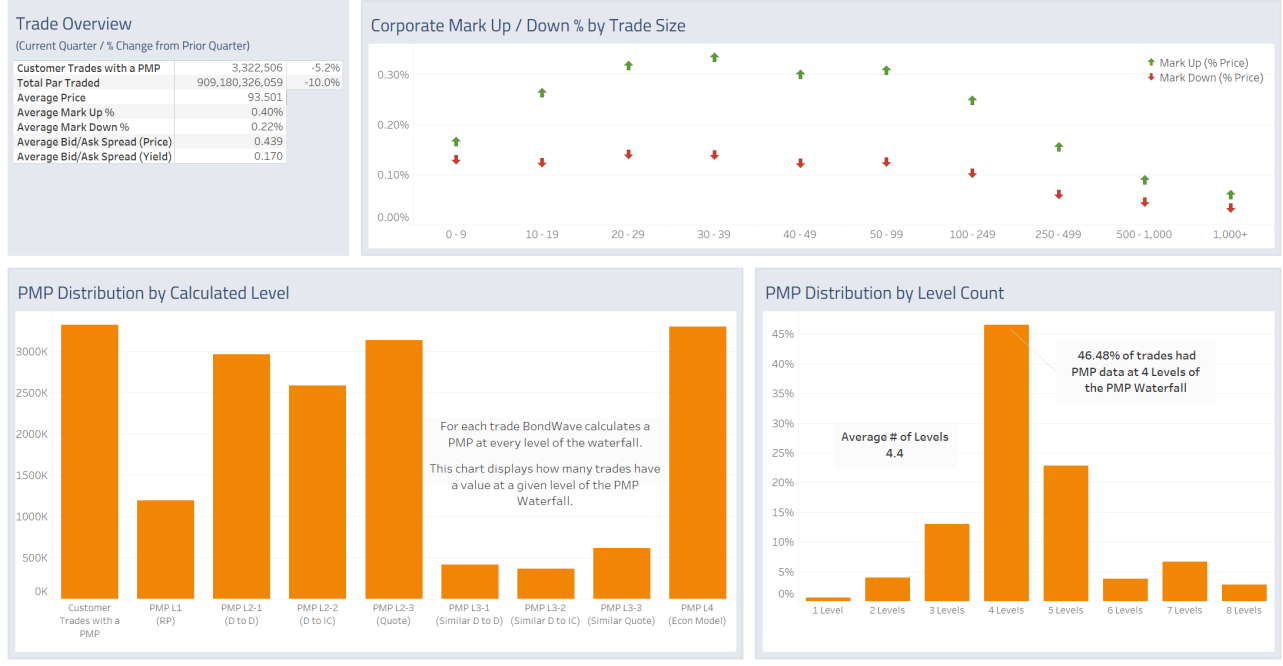 Trade Overview
(Current Quarter / % Change from Prior Quarter)
Customer Trades with a PMP 3,322,506 -5.2%
Total Par Traded 909,180,326,059 -10.0%
Average Price 93.501
Average Mark Up % 0.40%
Average Mark Down % 0.22%
Average Bid/Ask Spread (Price) 0.439
Average Bid/Ask Spread (Yield) 0.170
Corporate Mark Up / Down % by Trade Size
Mark Up (% Price)
Mark Down (% Price)
0.30%
0.20%
0.10%
0.00%
0 - 9 10 - 19 20 - 29 30 - 39 40 - 49 50 - 99 100 - 249 250 - 499 500 - 1,000 1,000+
PMP Distribution by Calculated Level
3000K
2500K
2000K
1500K
1000K
500K
0K
For each trade BondWave calculates a
PMP at every level of the waterfall.
This chart displays how many trades have
a value at a given level of the PMP
Waterfall.
Customer PMP L1 PMP L2-1 PMP L2-2 PMP L2-3 PMP L3-1 PMP L3-2 PMP L3-3 PMP L4
Trades with a (RP) (D to D) (D to IC) (Quote) (Similar D to D) (Similar D to IC) (Similar Quote) (Econ Model)
PMP
PMP Distribution by Level Count
45%
40%
35%
30%
25%
20%
15%
10%
5%
0%
46.48% of trades had
PMP data at 4 Levels of
the PMP Waterfall
Average # of Levels
4.4
1 Level 2 Levels 3 Levels 4 Levels 5 Levels 6 Levels 7 Levels 8 Levels